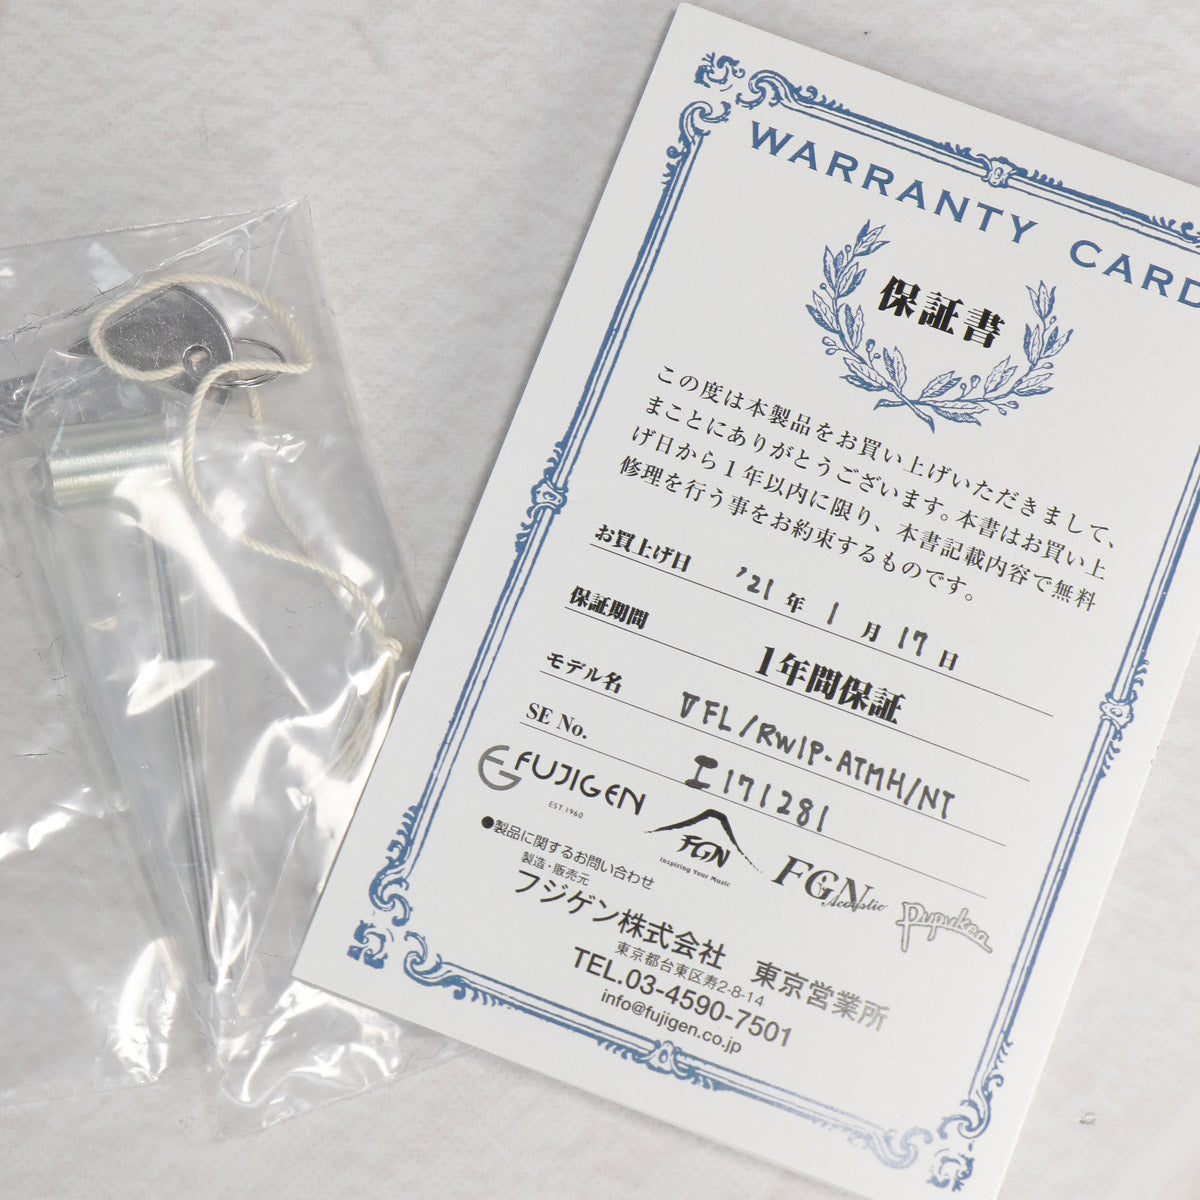 WARRANTY CARD
保証書
この度は本製品をお買い上げいただきまして、
まことにありがとうございます。本書はお買い上
げ日から1年以内に限り、本書記載内容で無料
修理を行う事をお約束するものです。
お買上げ日 '21年 1月 17日
保証期間 1年間保証
モデル名 ▽FL/RW1P-ATMH/NT
SE No. I171281
FUJIGEN
EST.1960
FGN
Inspiring Your Music
FGN
Acoustic
Pupukea
●製品に関するお問い合わせ
製造・販売元
フジゲン株式会社 東京営業所
東京都台東区寿2-8-14
TEL.03-4590-7501
info@fujigen.co.jp